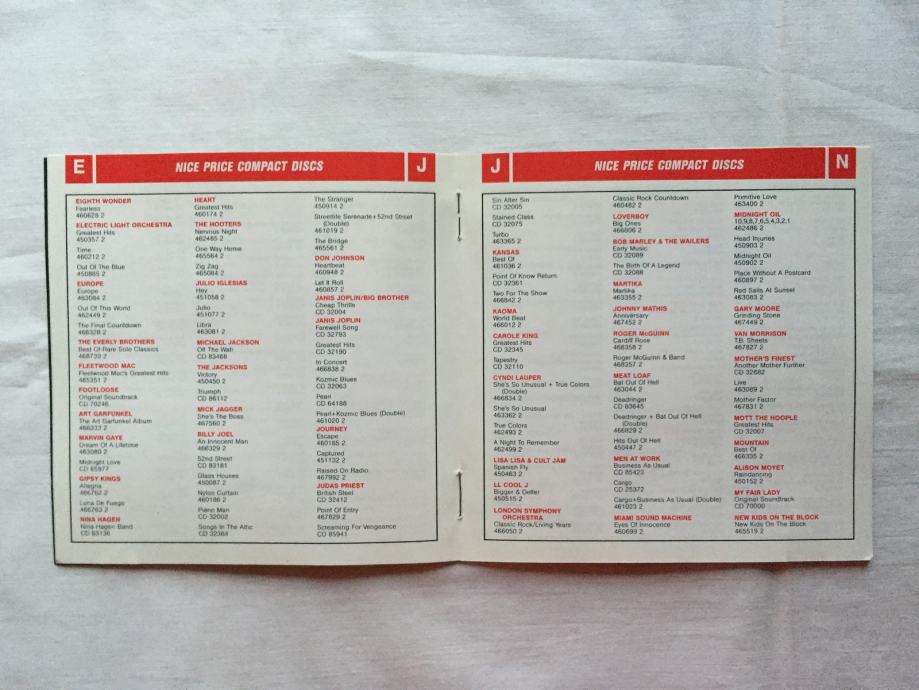 E
NICE PRICE COMPACT DISCS
J
EIGHTH WONDER
Fearless
460628 2
ELECTRIC LIGHT ORCHESTRA
Greatest Hits
450357 2
Time
460212 2
Out Of The Blue
450885 2
EUROPE
Europe
463084 2
Out Of This World
462449 2
The Final Countdown
466328 2
THE EVERLY BROTHERS
Best Of-Rare Solo Classics
468739 2
FLEETWOOD MAC
Fleetwood Mac's Greatest Hits
465351 2
FOOTLOOSE
Original Soundtrack
CD 70246
ART GARFUNKEL
The Art Garfunkel Album
466333 2
MARVIN GAYE
Dream Of A Lifetime
463080 2
Midnight Love
CD 85977
GIPSY KINGS
Allegria
466762 2
Luna De Fuego
466763 2
NINA HAGEN
Nina Hagen Band
CD 83136
HEART
Greatest Hits
460174 2
THE HOOTERS
Nervous Night
462485 2
One Way Home
465564 2
Zig Zag
465084 2
JULIO IGLESIAS
Hey
451058 2
Julio
451077 2
Libra
463081 2
MICHAEL JACKSON
Off The Wall
CD 83468
THE JACKSONS
Victory
450450 2
Triumph
CD 86112
MICK JAGGER
She's The Boss
467560 2
BILLY JOEL
An Innocent Man
466329 2
52nd Street
CD 83181
Glass Houses
450087 2
Nylon Curtain
460186 2
Piano Man
CD 32002
Songs In The Attic
CD 32364
The Stranger
450914 2
Streetlife Serenade+52nd Street
(Double)
461019 2
The Bridge
465561 2
DON JOHNSON
Heartbeat
460948 2
Let It Roll
460857 2
JANIS JOPLIN/BIG BROTHER
Cheap Thrills
CD 32004
JANIS JOPLIN
Farewell Song
CD 32793
Greatest Hits
CD 32190
In Concert
466838 2
Kozmic Blues
CD 32063
Pearl
CD 64188
Pearl+Kozmic Blues (Double)
461020 2
JOURNEY
Escape
460185 2
Captured
451132 2
Raised On Radio
467992 2
JUDAS PRIEST
British Steel
CD 32412
Point Of Entry
467829 2
Screaming For Vengeance
CD 85941
J
NICE PRICE COMPACT DISCS
N
Sin After Sin
CD 32005
Stained Class
CD 32075
Turbo
463365 2
KANSAS
Best Of
461036 2
Point Of Know Return
CD 32361
Two For The Show
466842 2
KAOMA
World Beat
466012 2
CAROLE KING
Greatest Hits
CD 32345
Tapestry
CD 32110
CYNDI LAUPER
She's So Unusual + True Colors
(Double)
466834 2
She's So Unusual
463362 2
True Colors
462493 2
A Night To Remember
462499 2
LISA LISA & CULT JAM
Spanish Fly
450463 2
LL COOL J
Bigger & Deffer
450515 2
LONDON SYMPHONY
ORCHESTRA
Classic Rock/Living Years
466050 2
Classic Rock Countdown
460482 2
LOVERBOY
Big Ones
466006 2
BOB MARLEY & THE WAILERS
Early Music
CD 32089
The Birth Of A Legend
CD 32088
MARTIKA
Martika
463355 2
JOHNNY MATHIS
Anniversary
467452 2
ROGER McGUINN
Cardiff Rose
468358 2
Roger McGuinn & Band
468357 2
MEAT LOAF
Bat Out Of Hell
463044 2
Deadringer
CD 83645
Deadringer + Bat Out Of Hell
(Double)
466829 2
Hits Out Of Hell
450447 2
MEN AT WORK
Business As Usual
CD 85423
Cargo
CD 25372
Cargo+Business As Usual (Double)
461023 2
MIAMI SOUND MACHINE
Eyes Of Innocence
460699 2
Primitive Love
463400 2
MIDNIGHT OIL
10,9,8,7,6,5,4,3,2,1
462486 2
Head Injuries
450903 2
Midnight Oil
450902 2
Place Without A Postcard
460897 2
Red Sails At Sunset
463083 2
GARY MOORE
Grinding Stone
467449 2
VAN MORRISON
T.B. Sheets
467827 2
MOTHER'S FINEST
Another Mother Further
CD 32682
Live
463089 2
Mother Factor
467831 2
MOTT THE HOOPLE
Greatest Hits
CD 32007
MOUNTAIN
Best Of
466335 2
ALISON MOYET
Raindancing
450152 2
MY FAIR LADY
Original Soundtrack
CD 70000
NEW KIDS ON THE BLOCK
New Kids On The Block
465519 2